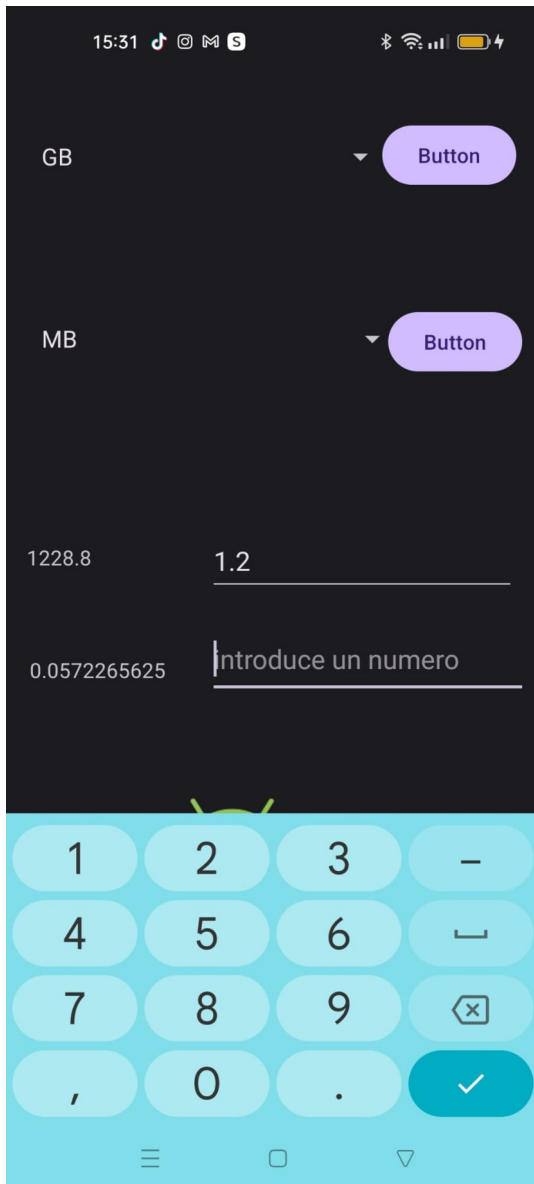 15:31
GB
Button
MB
Button
1228.8
1.2
0.0572265625
introduce un numero
1 2 3 -
4 5 6
7 8 9
, 0 .